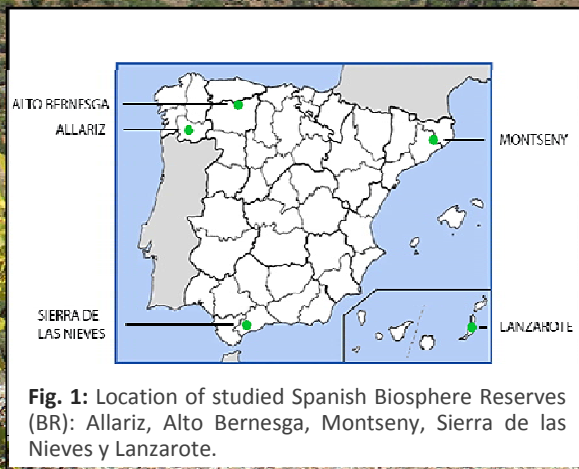 ALTO BERNESGA
ALLARIZ
MONTSENY
SIERRA DE
LAS NIEVES
LANZAROTE
Fig. 1: Location of studied Spanish Biosphere Reserves
(BR): Allariz, Alto Bernesga, Montseny, Sierra de las
Nieves y Lanzarote.